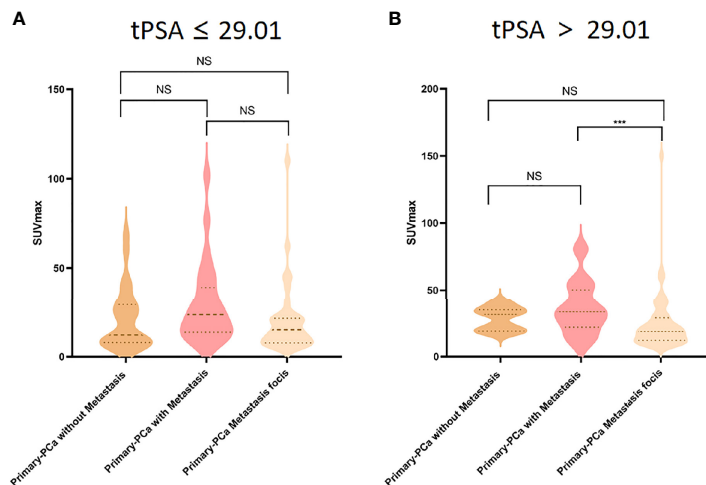 A
tPSA ≤ 29.01
NS
NS
NS
150
100
50
0
SUVmax
Primary-PCa without Metastasis
Primary-PCa with Metastasis
Primary-PCa Metastasis focis
B
tPSA > 29.01
NS
***
NS
200
150
100
50
0
SUVmax
Primary-PCa without Metastasis
Primary-PCa with Metastasis
Primary-PCa Metastasis focis